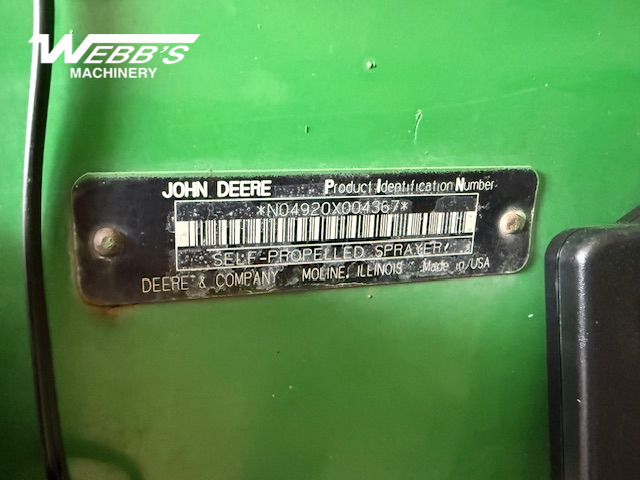 WEBB'S
MACHINERY
JOHN DEERE Product Identification Number
*N04920X004367*
SELF-PROPELLED SPRAYER
DEERE & COMPANY MOLINE, ILLINOIS Made in USA